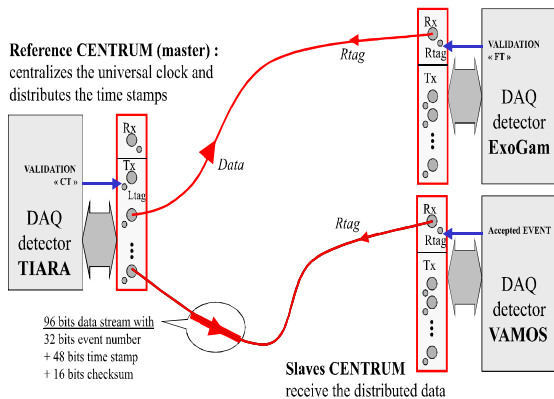 Reference CENTRUM (master) :
centralizes the universal clock and
distributes the time stamps
VALIDATION
« CT »
DAQ
detector
TIARA
Rx
Tx
Ltag
Data
Rtag
Rx
Rtag
Tx
VALIDATION
« FT »
DAQ
detector
ExoGam
Rtag
Rx
Rtag
Tx
Accepted EVENT
DAQ
detector
VAMOS
96 bits data stream with
32 bits event number
+ 48 bits time stamp
+ 16 bits checksum
Slaves CENTRUM
receive the distributed data